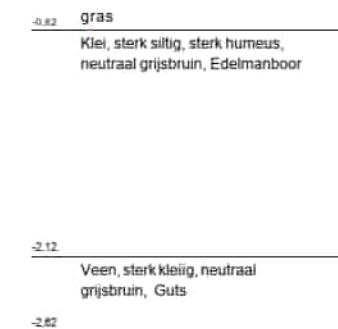 -0.82 gras
Klei, sterk siltig, sterk humeus,
neutraal grijsbruin, Edelmanboor
-2.12
Veen, sterk kleiig, neutraal
grijsbruin, Guts
-2.62